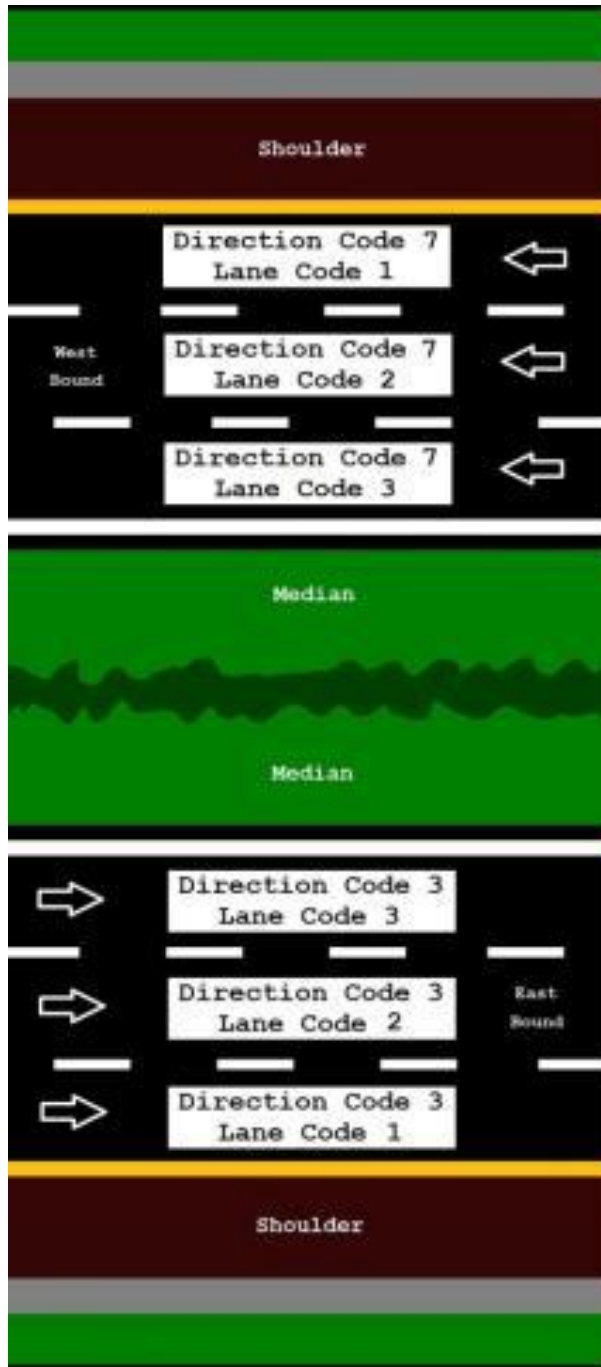 Shoulder
Direction Code 7
Lane Code 1
West
Bound
Direction Code 7
Lane Code 2
Direction Code 7
Lane Code 3
Median
Median
Direction Code 3
Lane Code 3
Direction Code 3
Lane Code 2
East
Bound
Direction Code 3
Lane Code 1
Shoulder